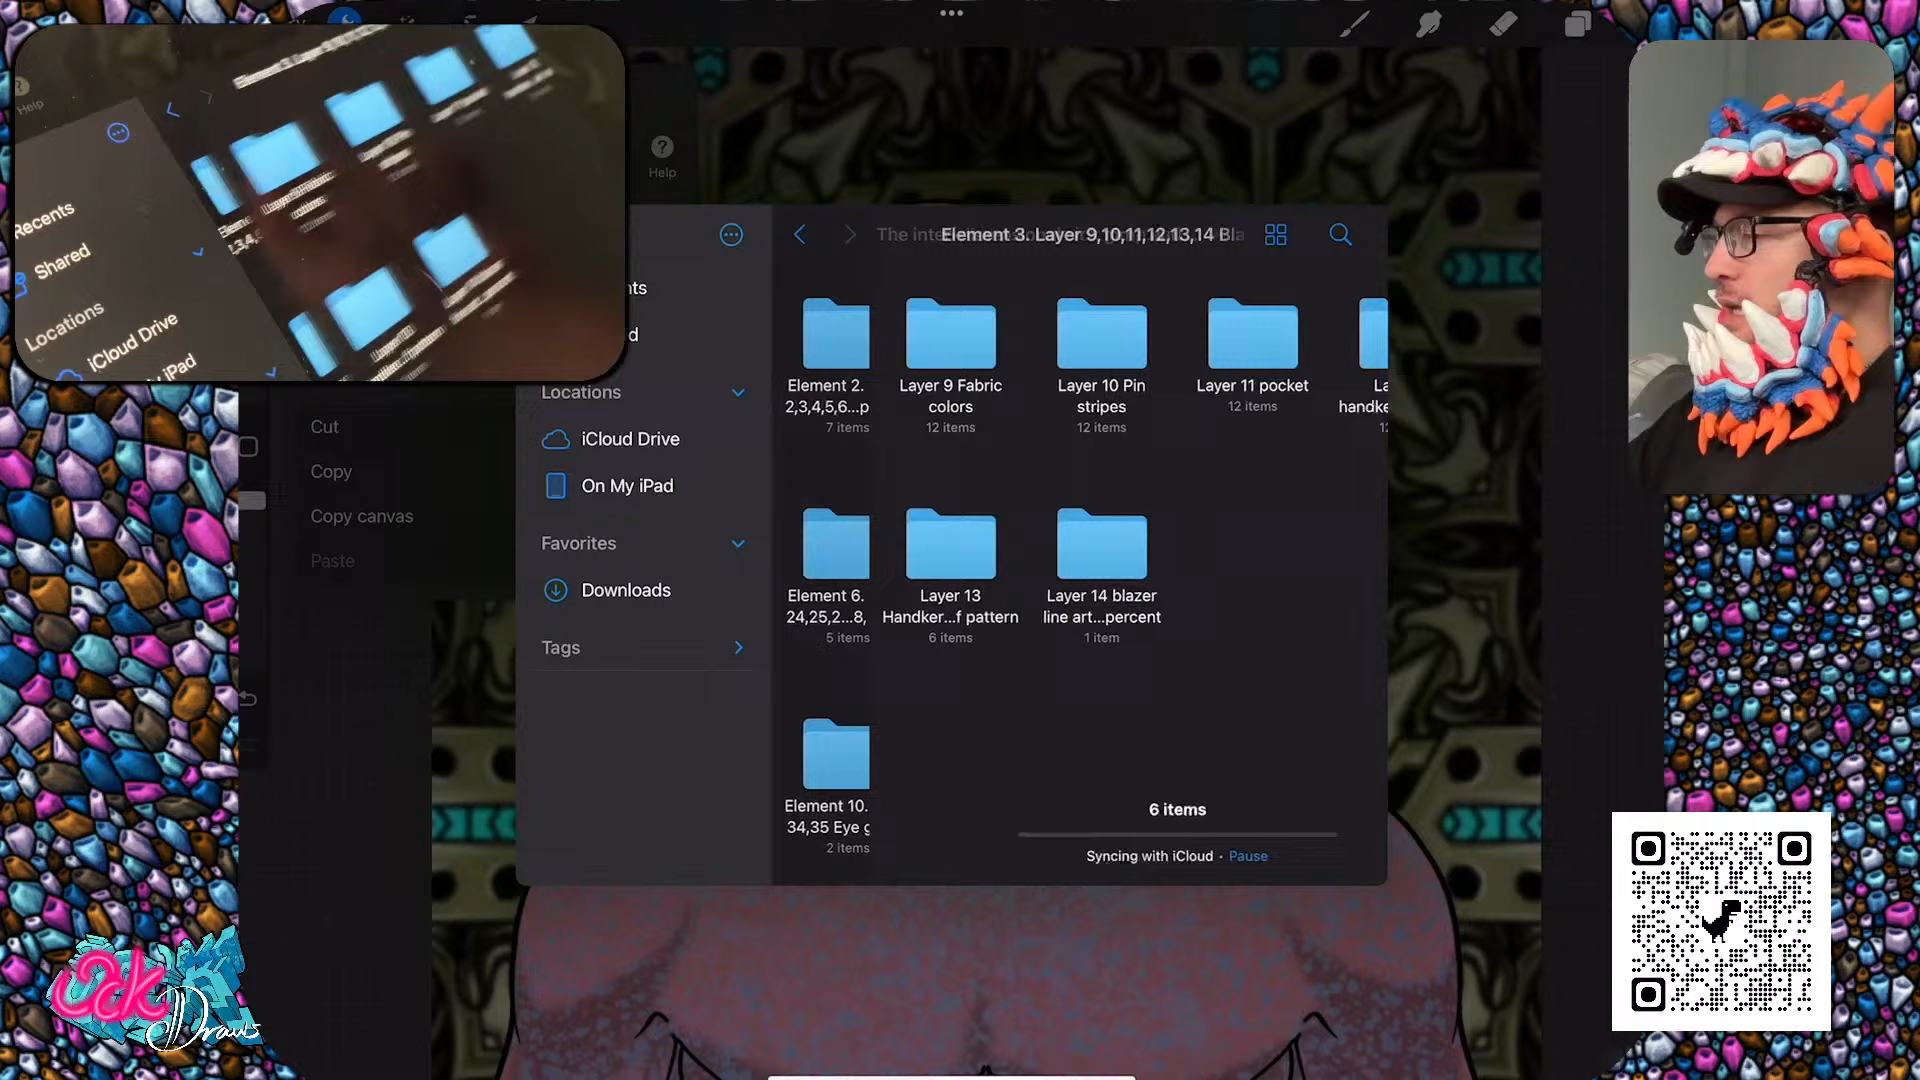 Help
Recents
Shared
Locations
iCloud Drive
iPad
Help
Element 3. Layer 9,10,11,12,13,14 Bla
Locations
iCloud Drive
On My iPad
Favorites
Downloads
Tags
Cut
Copy
Copy canvas
Paste
Element 2.
2,3,4,5,6...p
7 items
Layer 9 Fabric
colors
12 items
Layer 10 Pin
stripes
12 items
Layer 11 pocket
12 items
La
handke
12
Element 6.
24,25,2...8,
5 items
Layer 13
Handker...f pattern
6 items
Layer 14 blazer
line art...percent
1 item
Element 10.
34,35 Eye g
2 items
6 items
Syncing with iCloud · Pause
Draws